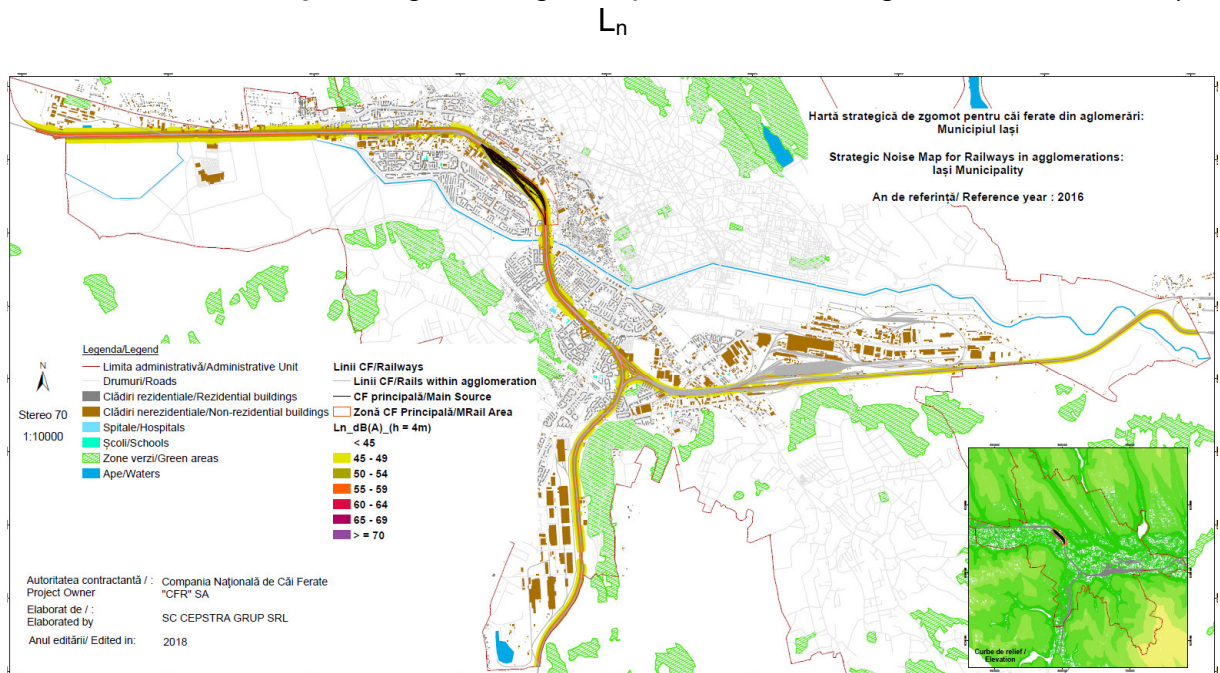 Ln
Hartă strategică de zgomot pentru căi ferate din aglomerări:
Municipiul Iași
Strategic Noise Map for Railways in agglomerations:
Iași Municipality
An de referință/ Reference year : 2016
Legenda/Legend
Limita administrativă/Administrative Unit
Drumuri/Roads
Clădiri rezidentiale/Rezidential buildings
Clădiri nerezidentiale/Non-rezidential buildings
Spitale/Hospitals
Școli/Schools
Zone verzi/Green areas
Ape/Waters
N
Stereo 70
1:10000
Linii CF/Railways
Linii CF/Rails within agglomeration
CF principală/Main Source
Zonă CF Principală/MRail Area
Ln_dB(A)_(h = 4m)
< 45
45 - 49
50 - 54
55 - 59
60 - 64
65 - 69
> = 70
Autoritatea contractantă / : Compania Națională de Căi Ferate
Project Owner "CFR" SA
Elaborat de / :
Elaborated by SC CEPSTRA GRUP SRL
Anul editării/ Edited in: 2018
Curbe de relief /
Elevation